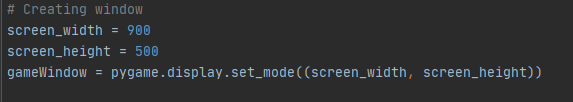 # Creating window
screen_width = 900
screen_height = 500
gameWindow = pygame.display.set_mode((screen_width, screen_height))